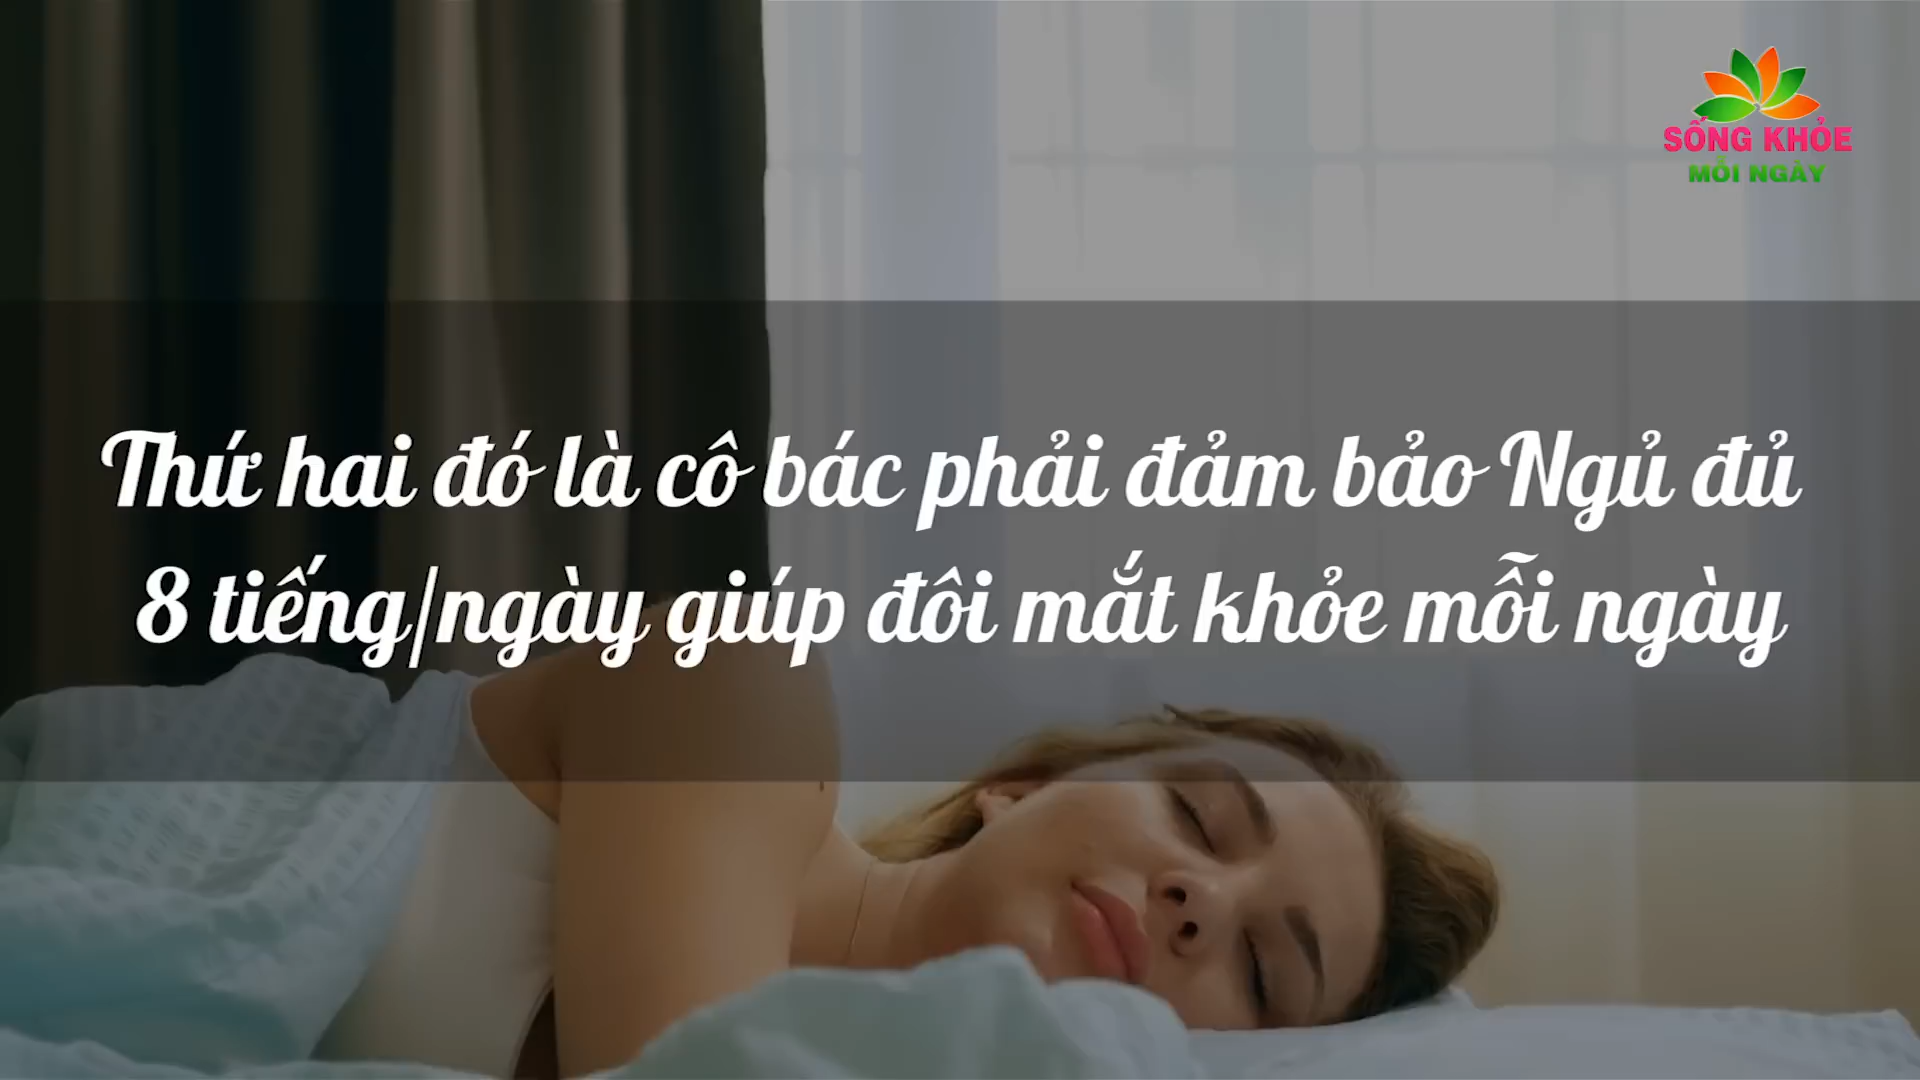 SỐNG KHỎE
MỖI NGÀY
Thứ hai đó là cô bác phải đảm bảo Ngủ đủ
8 tiếng/ngày giúp đôi mắt khỏe mỗi ngày